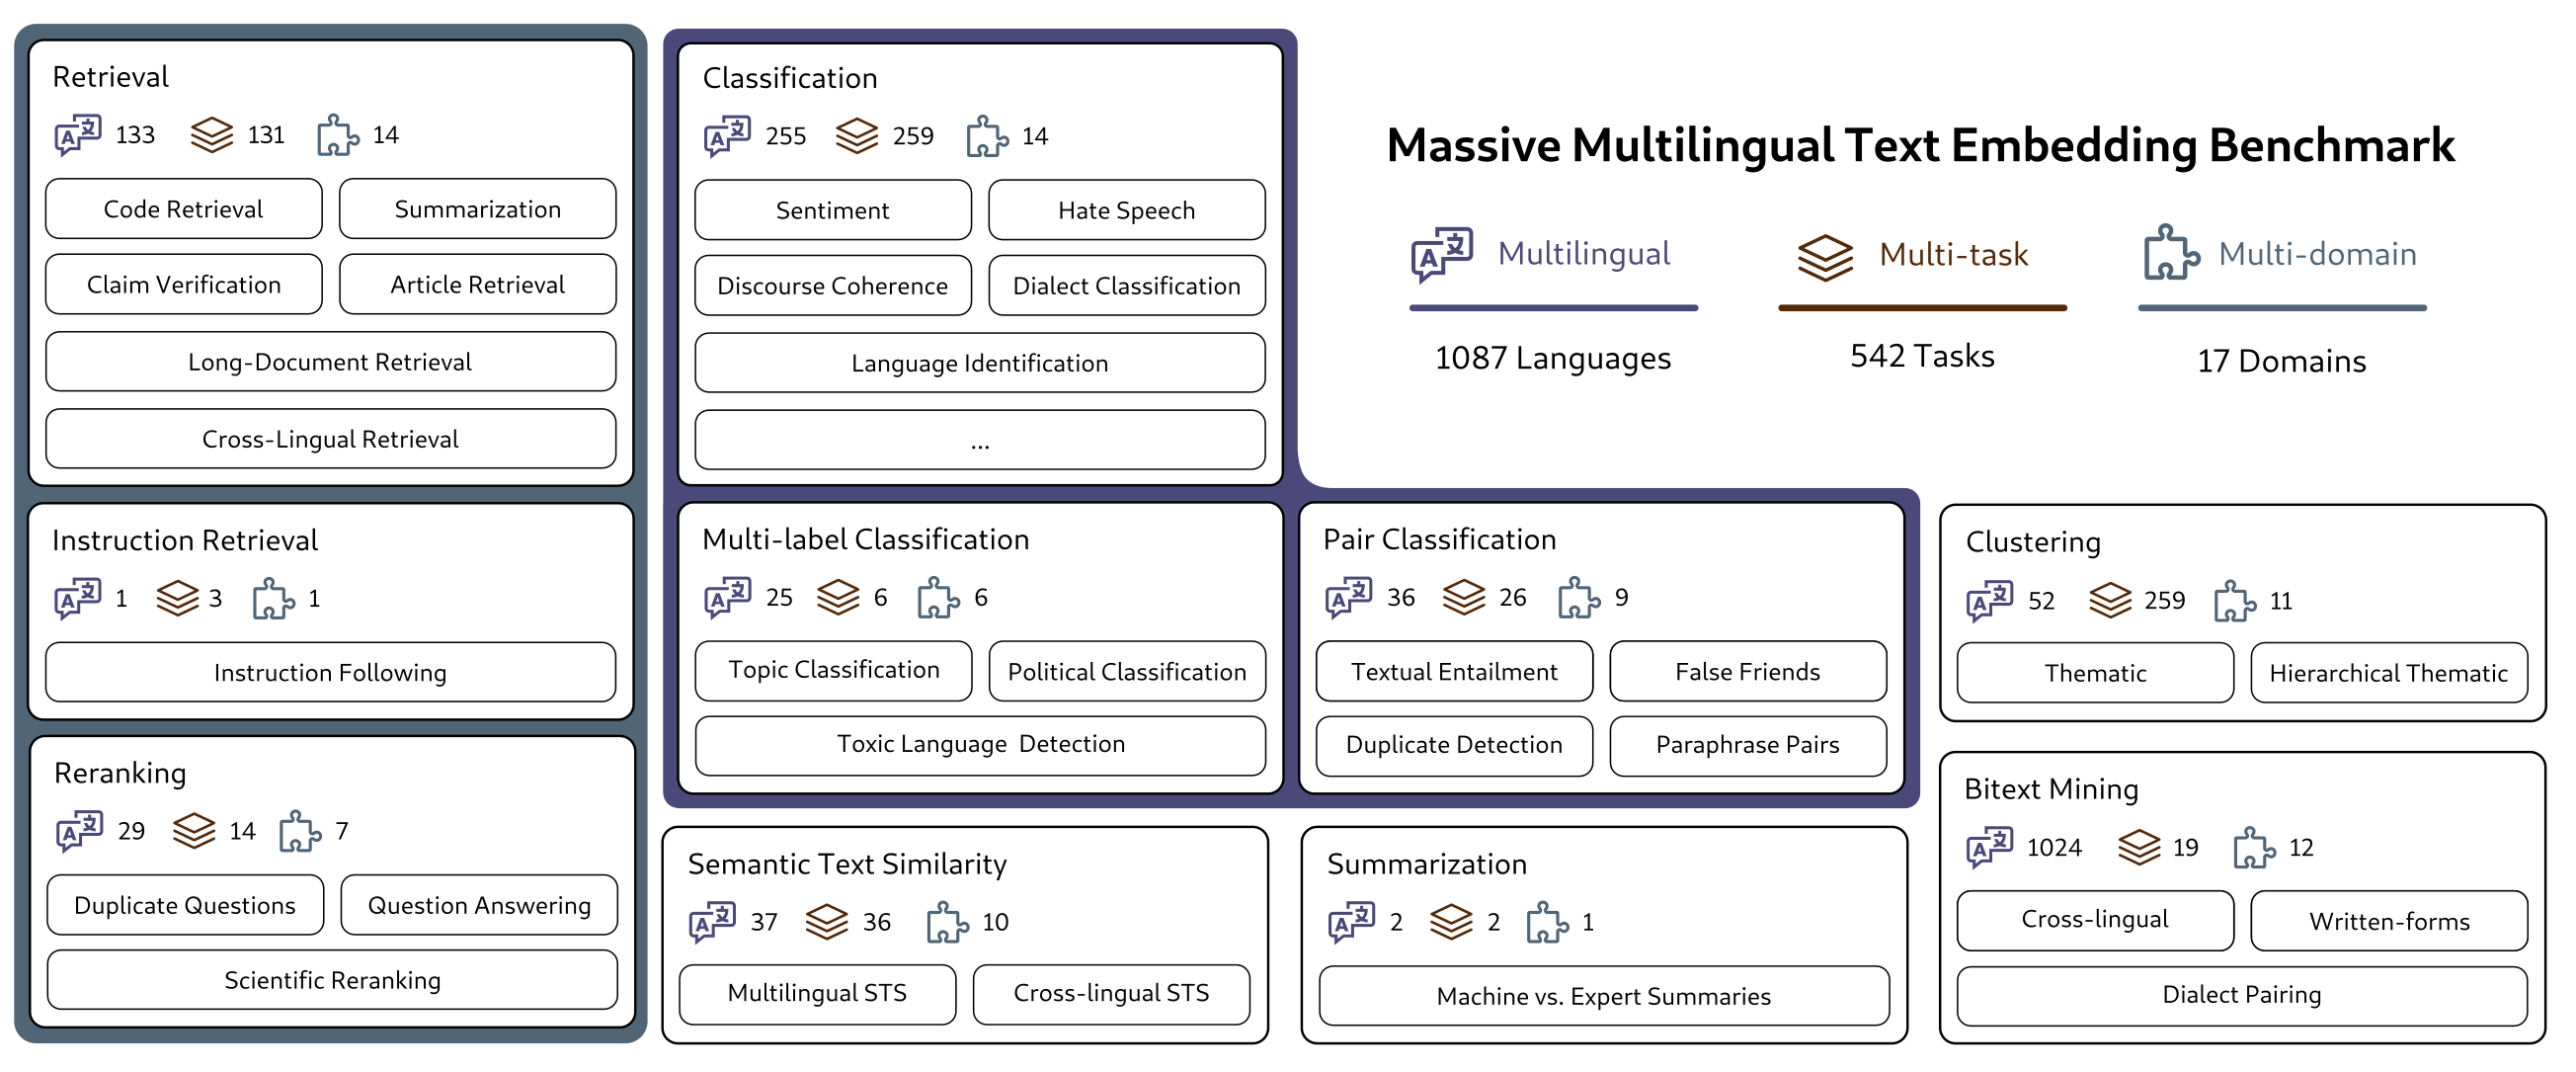 Retrieval
133 131 14
Code Retrieval Summarization
Claim Verification Article Retrieval
Long-Document Retrieval
Cross-Lingual Retrieval
Instruction Retrieval
1 3 1
Instruction Following
Reranking
29 14 7
Duplicate Questions Question Answering
Scientific Reranking
Classification
255 259 14
Sentiment Hate Speech
Discourse Coherence Dialect Classification
Language Identification
...
Multi-label Classification
25 6 6
Topic Classification Political Classification
Toxic Language Detection
Pair Classification
36 26 9
Textual Entailment False Friends
Duplicate Detection Paraphrase Pairs
Semantic Text Similarity
37 36 10
Multilingual STS Cross-lingual STS
Summarization
2 2 1
Machine vs. Expert Summaries
Massive Multilingual Text Embedding Benchmark
Multilingual Multi-task Multi-domain
1087 Languages 542 Tasks 17 Domains
Clustering
52 259 11
Thematic Hierarchical Thematic
Bitext Mining
1024 19 12
Cross-lingual Written-forms
Dialect Pairing